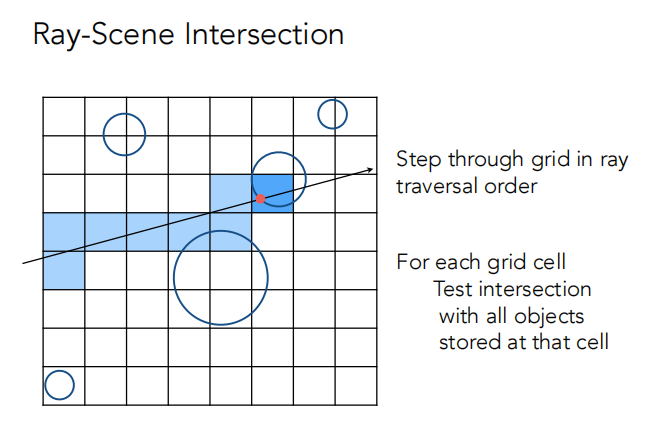 Ray-Scene Intersection
Step through grid in ray
traversal order
For each grid cell
Test intersection
with all objects
stored at that cell